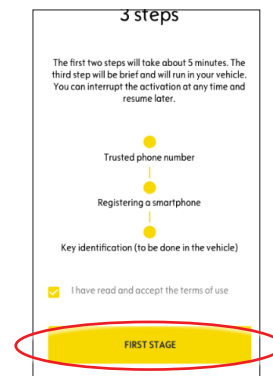 3 steps
The first two steps will take about 5 minutes. The
third step will be brief and will run in your vehicle.
You can interrupt the activation at any time and
resume later.
Trusted phone number
Registering a smartphone
Key identification (to be done in the vehicle)
I have read and accept the terms of use
FIRST STAGE